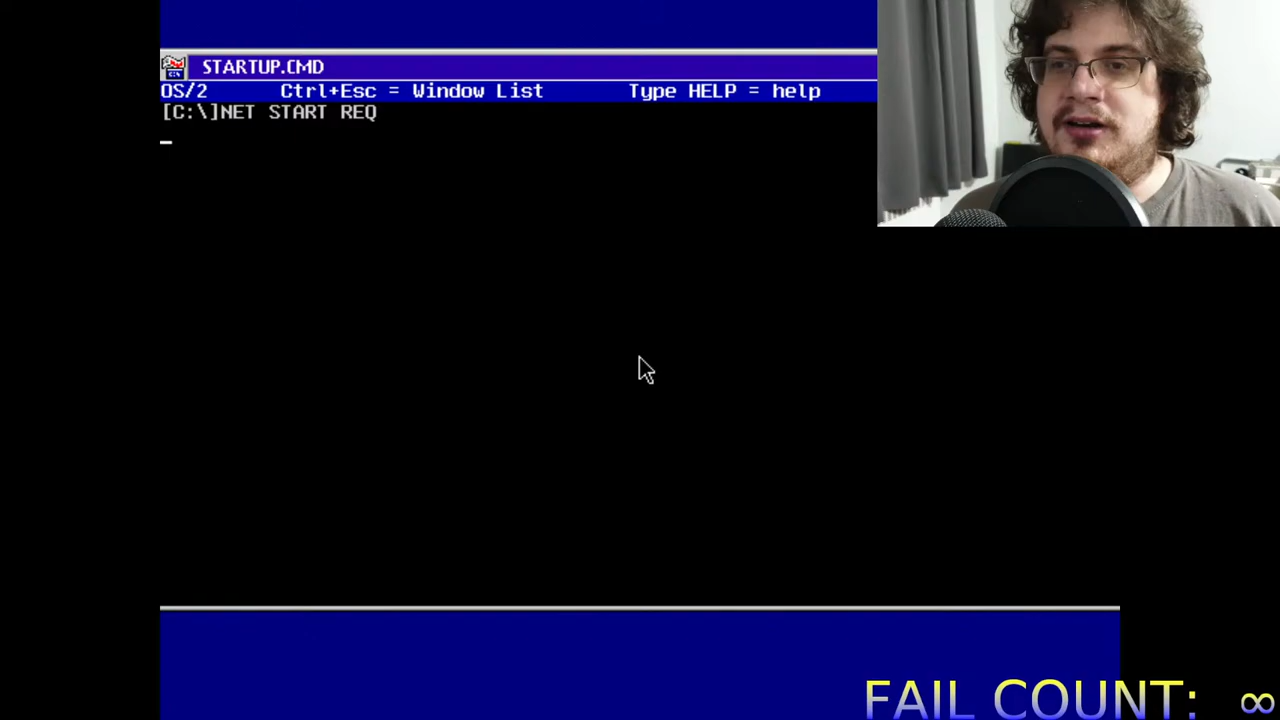 STARTUP.CMD
OS/2 Ctrl+Esc = Window List Type HELP = help
[C:\]NET START REQ
FAIL COUNT: ∞